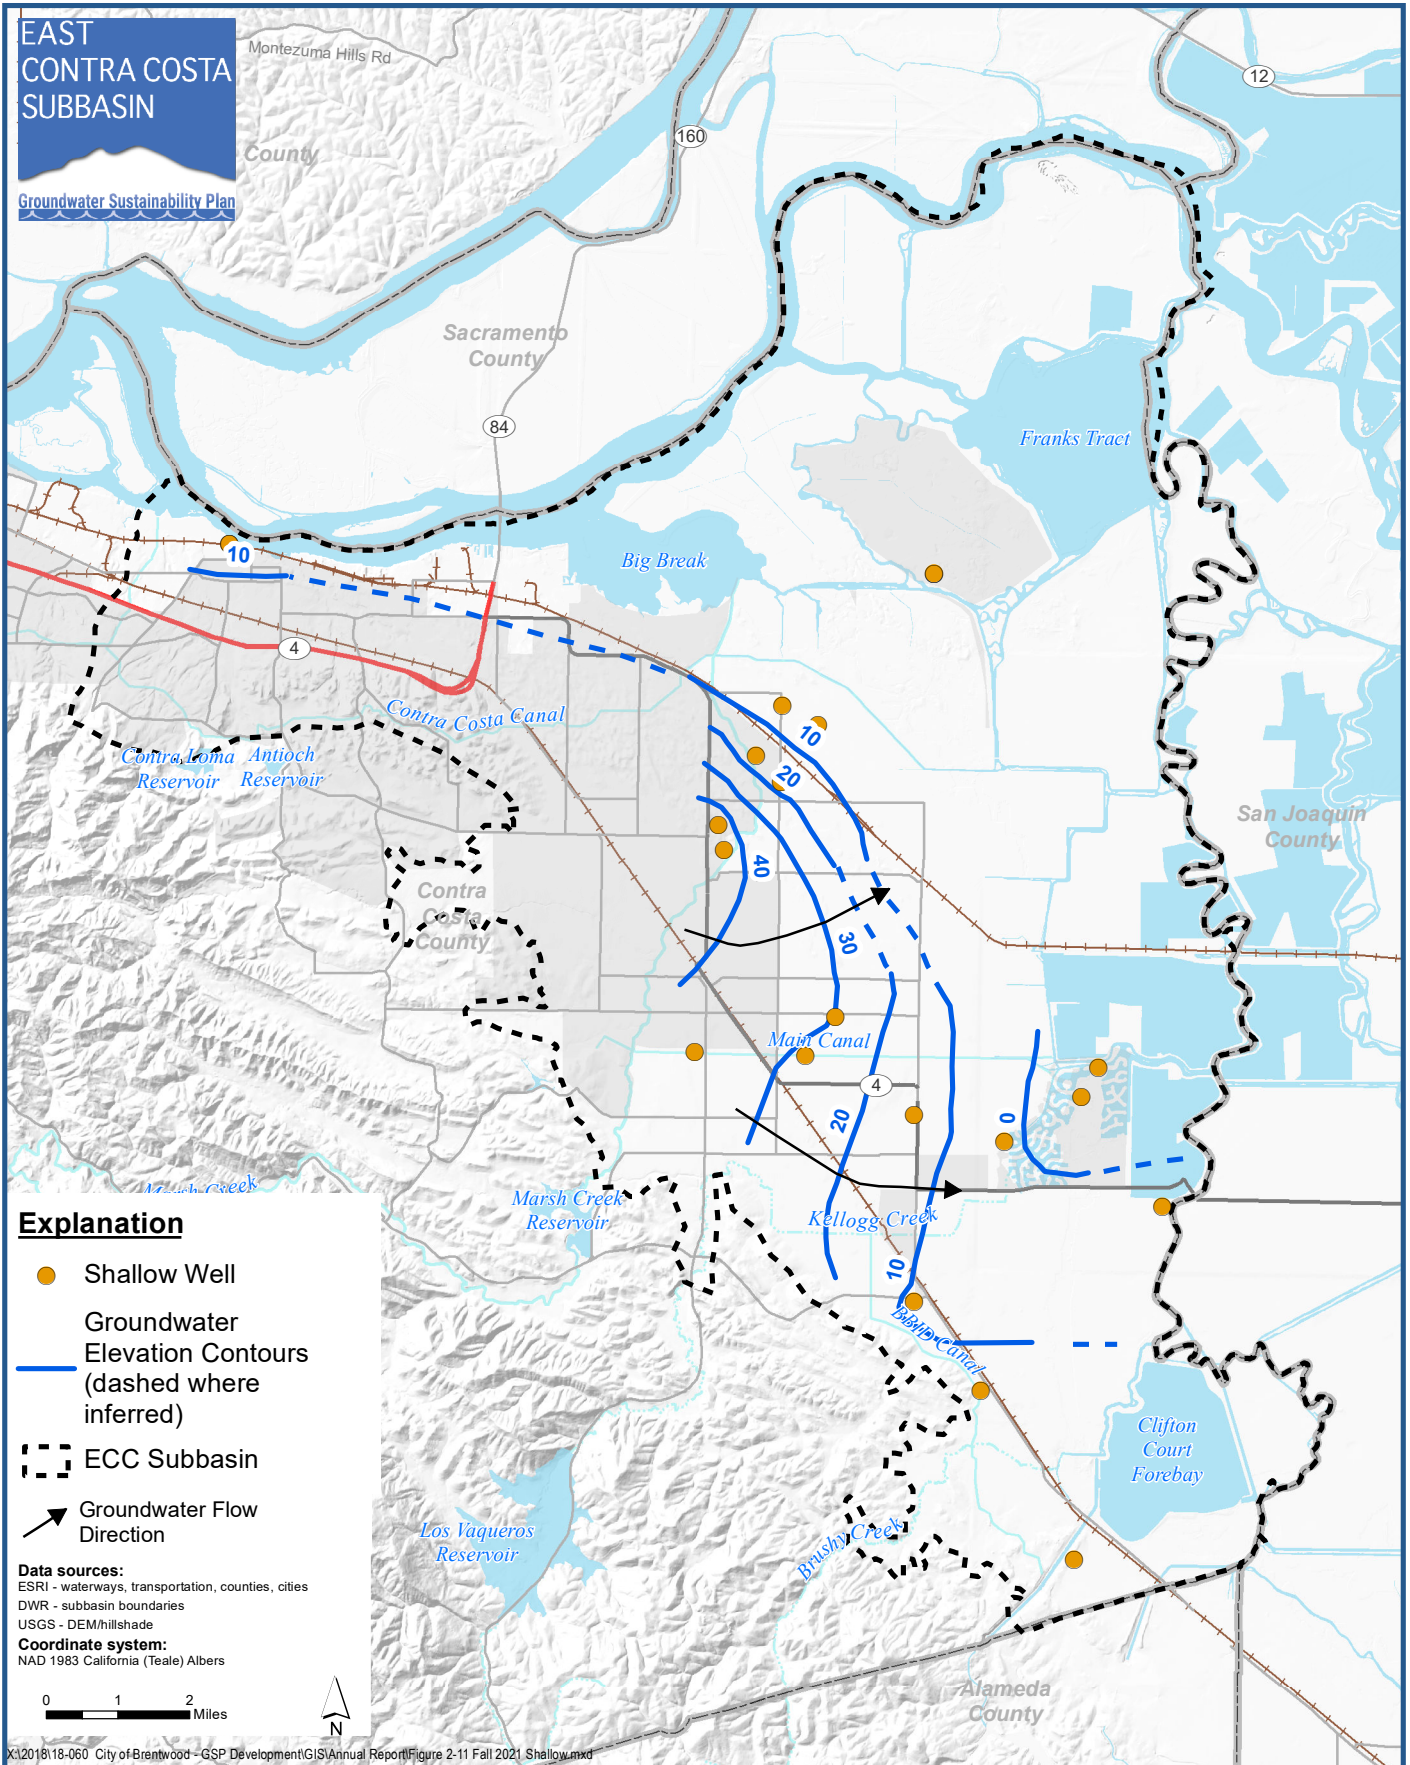 EAST
CONTRA COSTA
SUBBASIN
Groundwater Sustainability Plan
Montezuma Hills Rd
County
160
12
Sacramento
County
84
Franks Tract
Big Break
10
4
Contra Costa Canal
Contra Loma
Reservoir
Antioch
Reservoir
10
20
San Joaquin
County
40
Contra
Costa
County
30
Main Canal
4
20
0
Marsh Creek
Marsh Creek
Reservoir
Kellogg Creek
10
BBID Canal
Clifton
Court
Forebay
Los Vaqueros
Reservoir
Brushy Creek
Alameda
County
Explanation
Shallow Well
Groundwater
Elevation Contours
(dashed where
inferred)
ECC Subbasin
Groundwater Flow
Direction
Data sources:
ESRI - waterways, transportation, counties, cities
DWR - subbasin boundaries
USGS - DEM/hillshade
Coordinate system:
NAD 1983 California (Teale) Albers
0 1 2
Miles
N
X:\2018\18-060 City of Brentwood - GSP Development\GIS\Annual Report\Figure 2-11 Fall 2021 Shallow.mxd